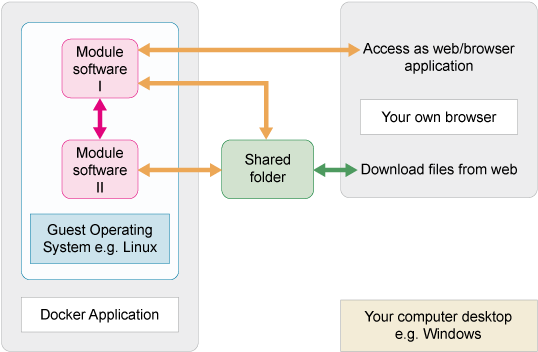 Module
software
I
Module
software
II
Guest Operating
System e.g. Linux
Docker Application
Shared
folder
Access as web/browser
application
Your own browser
Download files from web
Your computer desktop
e.g. Windows